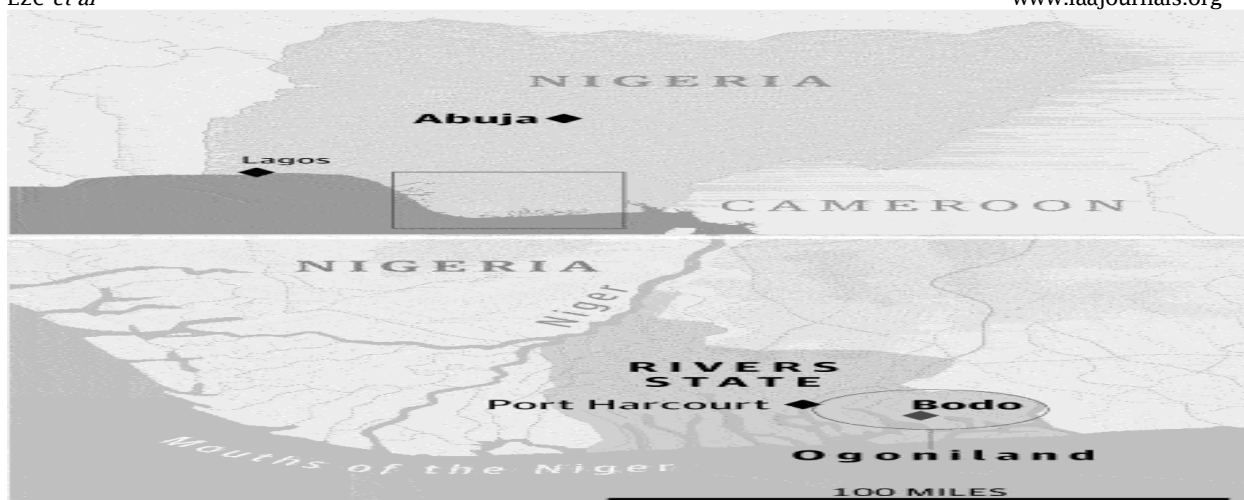 et al
www.iaajournals.org
NIGERIA
Abuja
Lagos
CAMEROON
NIGERIA
Niger
RIVERS
STATE
Port Harcourt
Bodo
Mouths of the Niger
Ogoniland
100 MILES